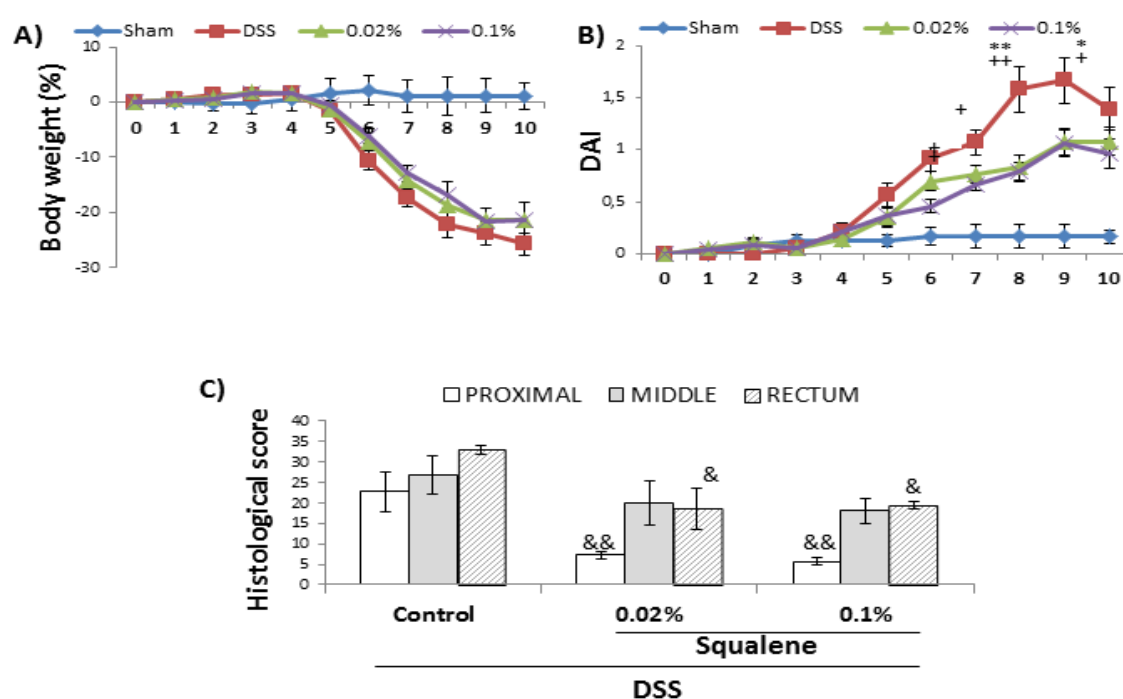 A)
Sham DSS 0.02% 0.1%
Body weight (%)
10
0
-10
-20
-30
0 1 2 3 4 5 6 7 8 9 10
B)
Sham DSS 0.02% 0.1%
DAI
2
1,5
1
0,5
0
0 1 2 3 4 5 6 7 8 9 10
** *
++ +
+
+
+
C)
PROXIMAL MIDDLE RECTUM
Histological score
40
35
30
25
20
15
10
5
0
& &
&& &&
Control 0.02% 0.1%
Squalene
DSS